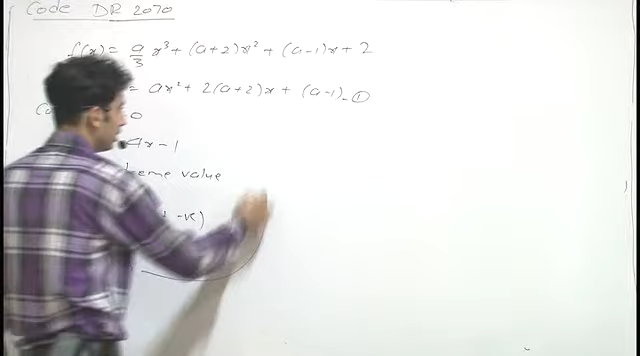 Code DR 2070
f(x) = a/3 x³ + (a+2)x² + (a-1)x + 2
= ax² + 2(a+2)x + (a-1) - ①
0
4x - 1
eme value
-ve)